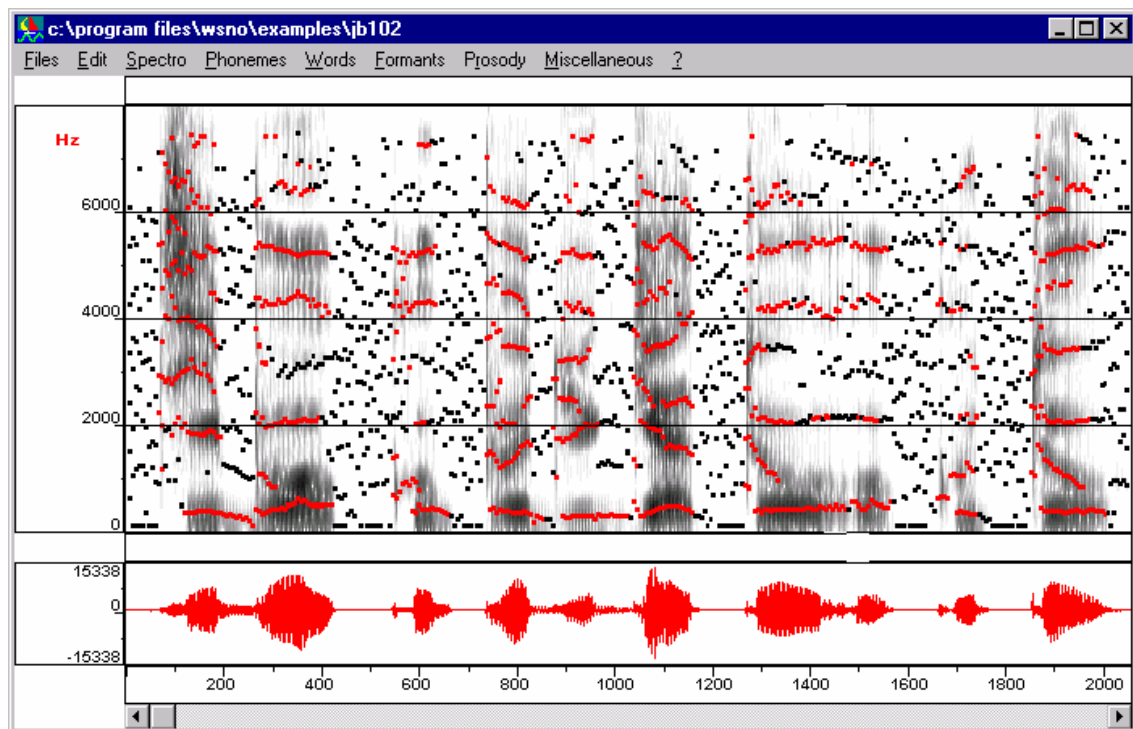 c:\program files\wsno\examples\jb102
Files Edit Spectro Phonemes Words Formants Prosody Miscellaneous ?
Hz
6000
4000
2000
0
15338
0
-15338
200 400 600 800 1000 1200 1400 1600 1800 2000